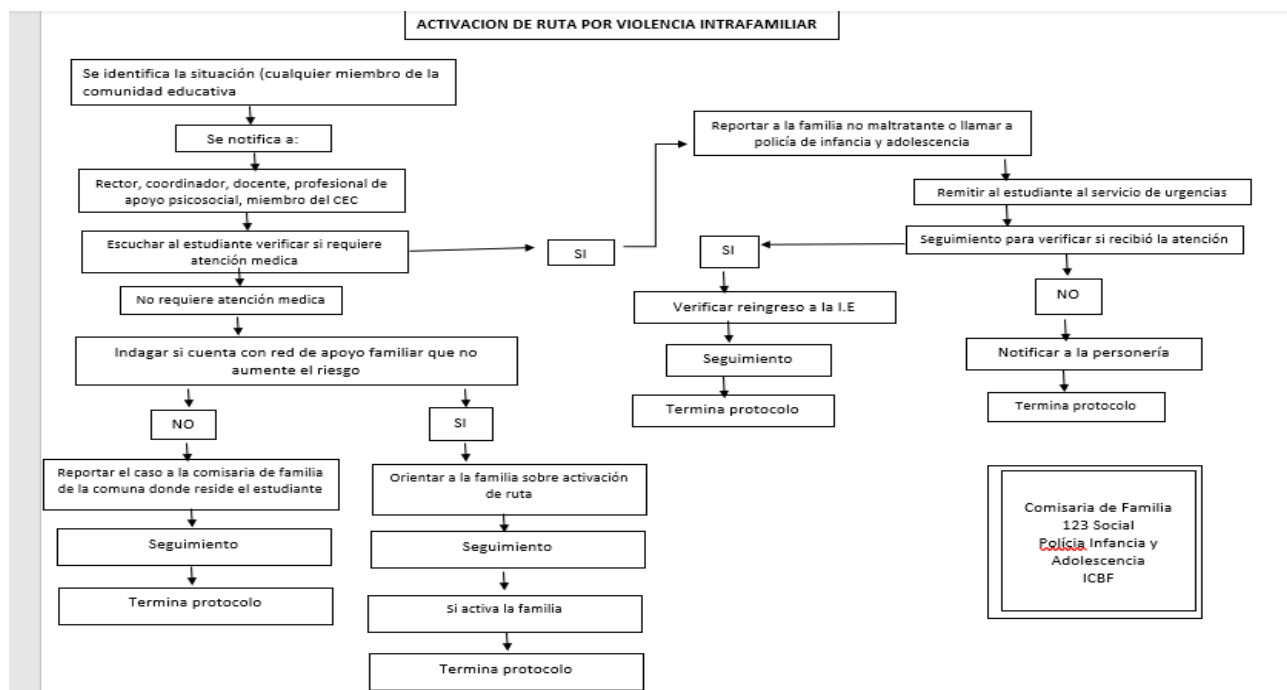 ACTIVACION DE RUTA POR VIOLENCIA INTRAFAMILIAR
Se identifica la situación (cualquier miembro de la
comunidad educativa
Se notifica a:
Rector, coordinador, docente, profesional de
apoyo psicosocial, miembro del CEC
Escuchar al estudiante verificar si requiere
atención medica
SI
No requiere atención medica
Indagar si cuenta con red de apoyo familiar que no
aumente el riesgo
NO
Reportar el caso a la comisaria de familia
de la comuna donde reside el estudiante
Seguimiento
Termina protocolo
SI
Orientar a la familia sobre activación
de ruta
Seguimiento
Si activa la familia
Termina protocolo
Reportar a la familia no maltratante o llamar a
policía de infancia y adolescencia
Remitir al estudiante al servicio de urgencias
Seguimiento para verificar si recibió la atención
SI
Verificar reingreso a la I.E
Seguimiento
Termina protocolo
NO
Notificar a la personería
Termina protocolo
Comisaria de Familia
123 Social
Polícia Infancia y
Adolescencia
ICBF